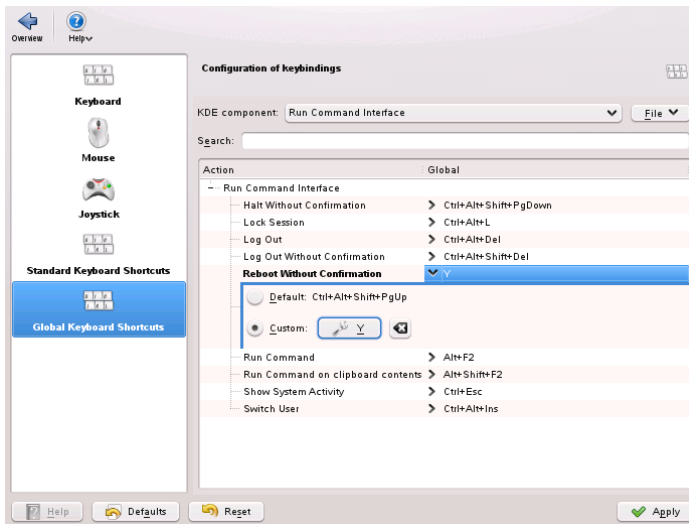 Overview
Help
Configuration of keybindings
Keyboard
Mouse
Joystick
Standard Keyboard Shortcuts
Global Keyboard Shortcuts
KDE component: Run Command Interface
File
Search:
Action Global
Run Command Interface
Halt Without Confirmation Ctrl+Alt+Shift+PgDown
Lock Session Ctrl+Alt+L
Log Out Ctrl+Alt+Del
Log Out Without Confirmation Ctrl+Alt+Shift+Del
Reboot Without Confirmation Y
Default: Ctrl+Alt+Shift+PgUp
Custom: Y
Run Command Alt+F2
Run Command on clipboard contents Alt+Shift+F2
Show System Activity Ctrl+Esc
Switch User Ctrl+Alt+Ins
Help
Defaults
Reset
Apply